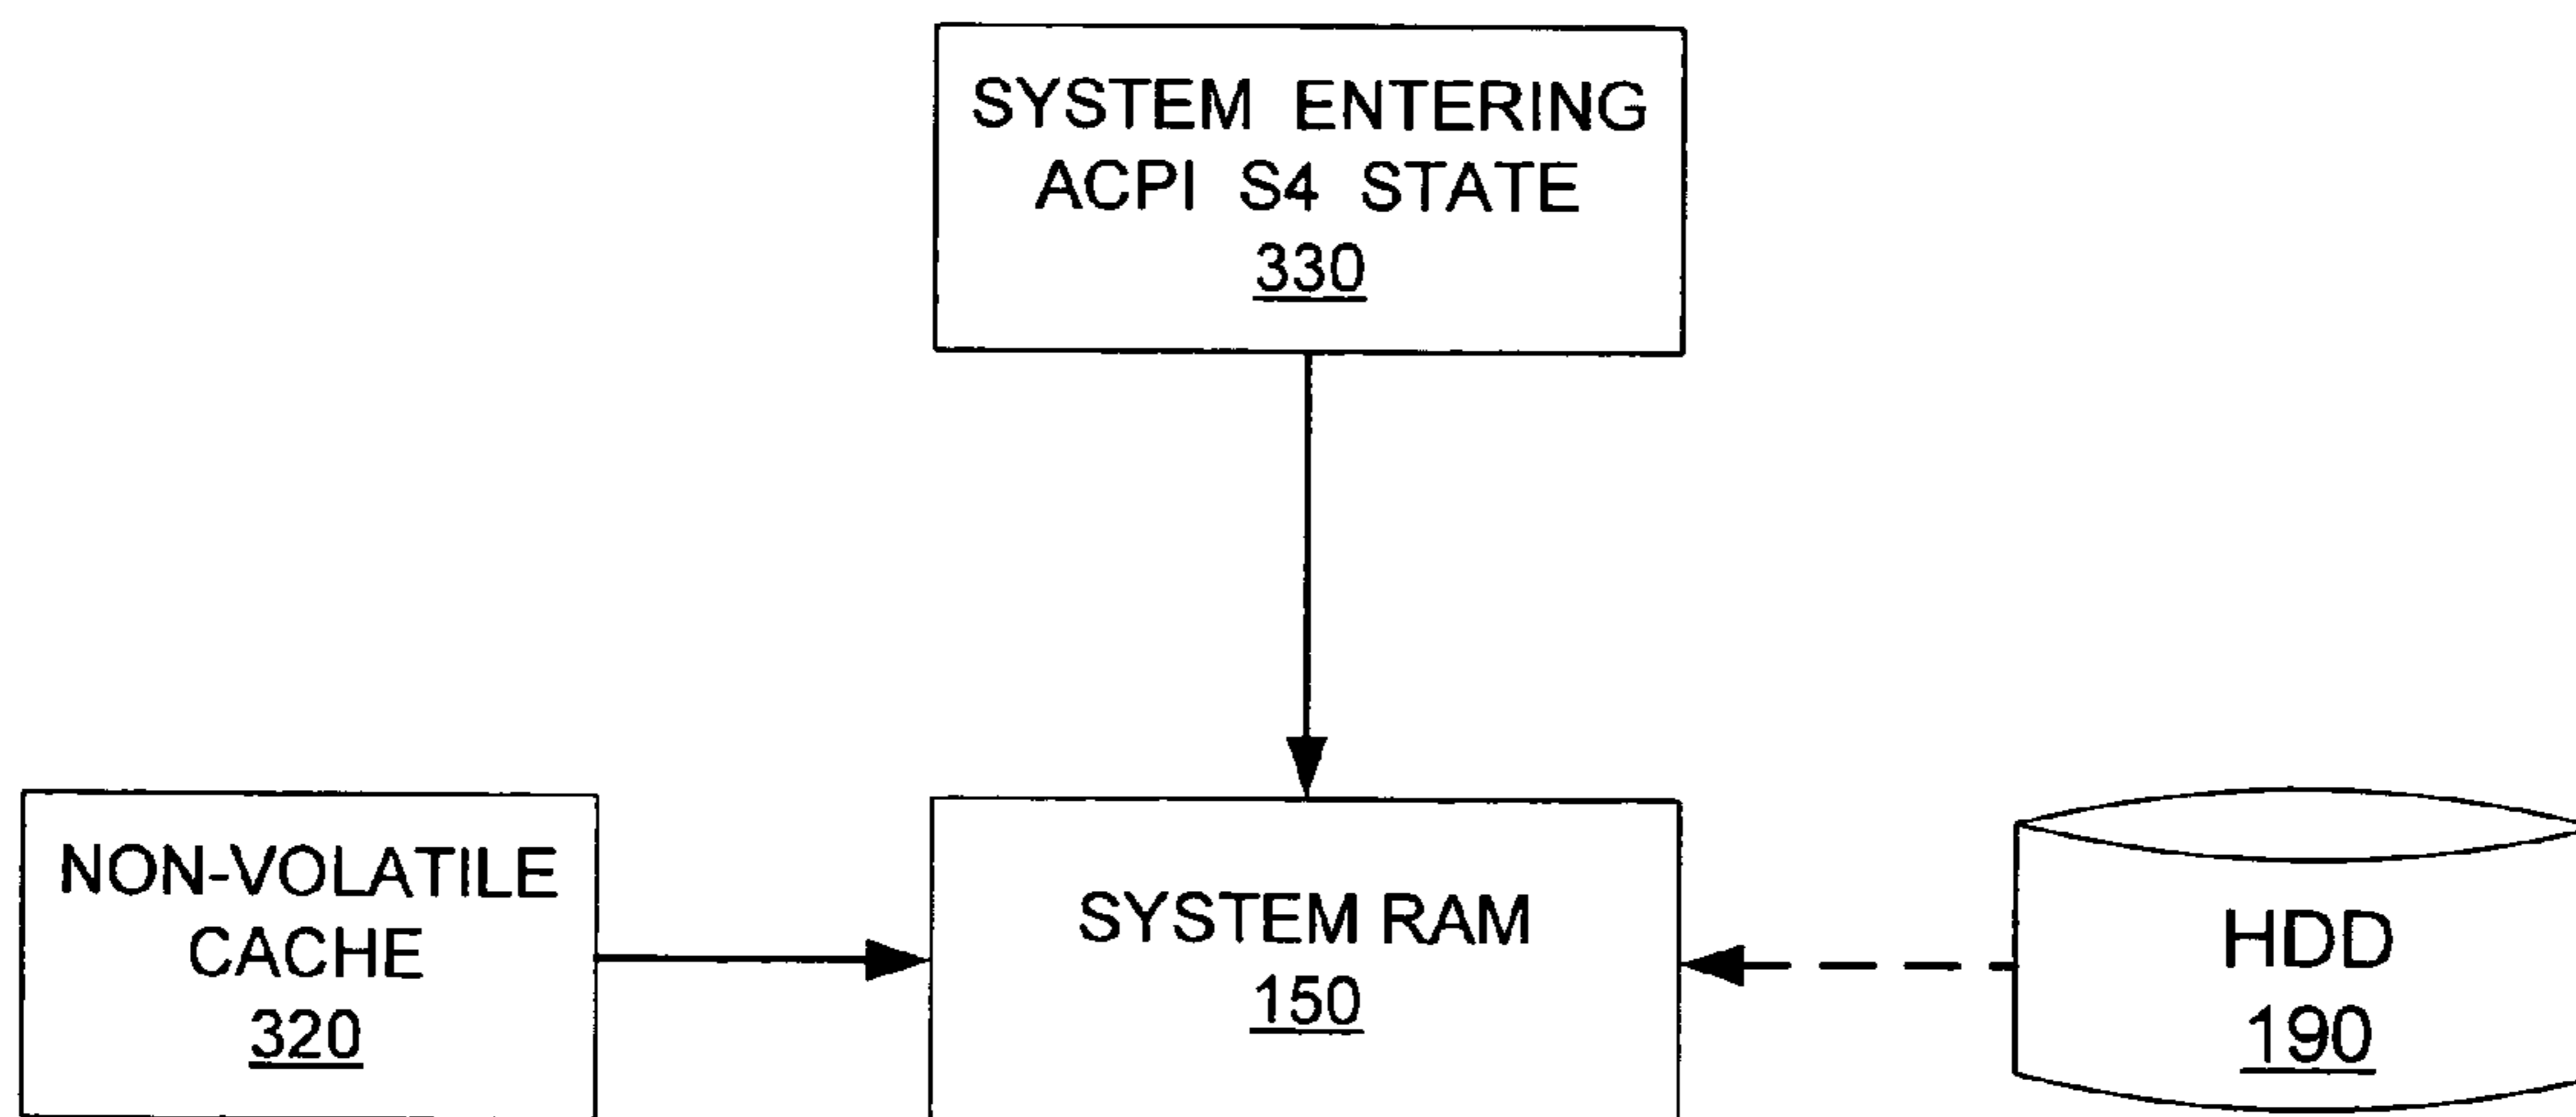 SYSTEM ENTERING
ACPI S4 STATE
330
NON-VOLATILE
CACHE
320
SYSTEM RAM
150
HDD
190